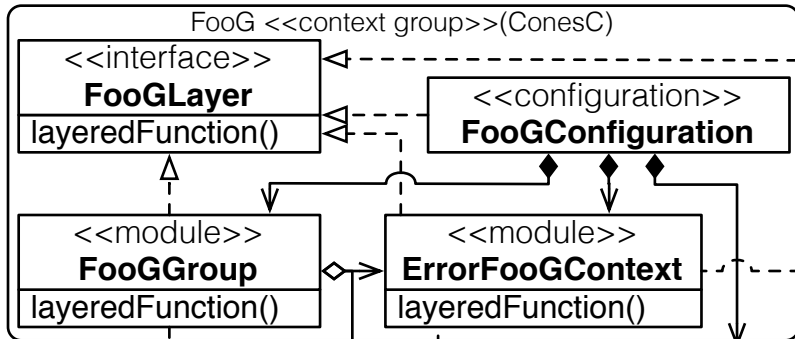 FooG <<context group>>(ConesC)
<<interface>>
FooGLayer
layeredFunction()
<<configuration>>
FooGConfiguration
<<module>>
FooGGroup
layeredFunction()
<<module>>
ErrorFooGContext
layeredFunction()